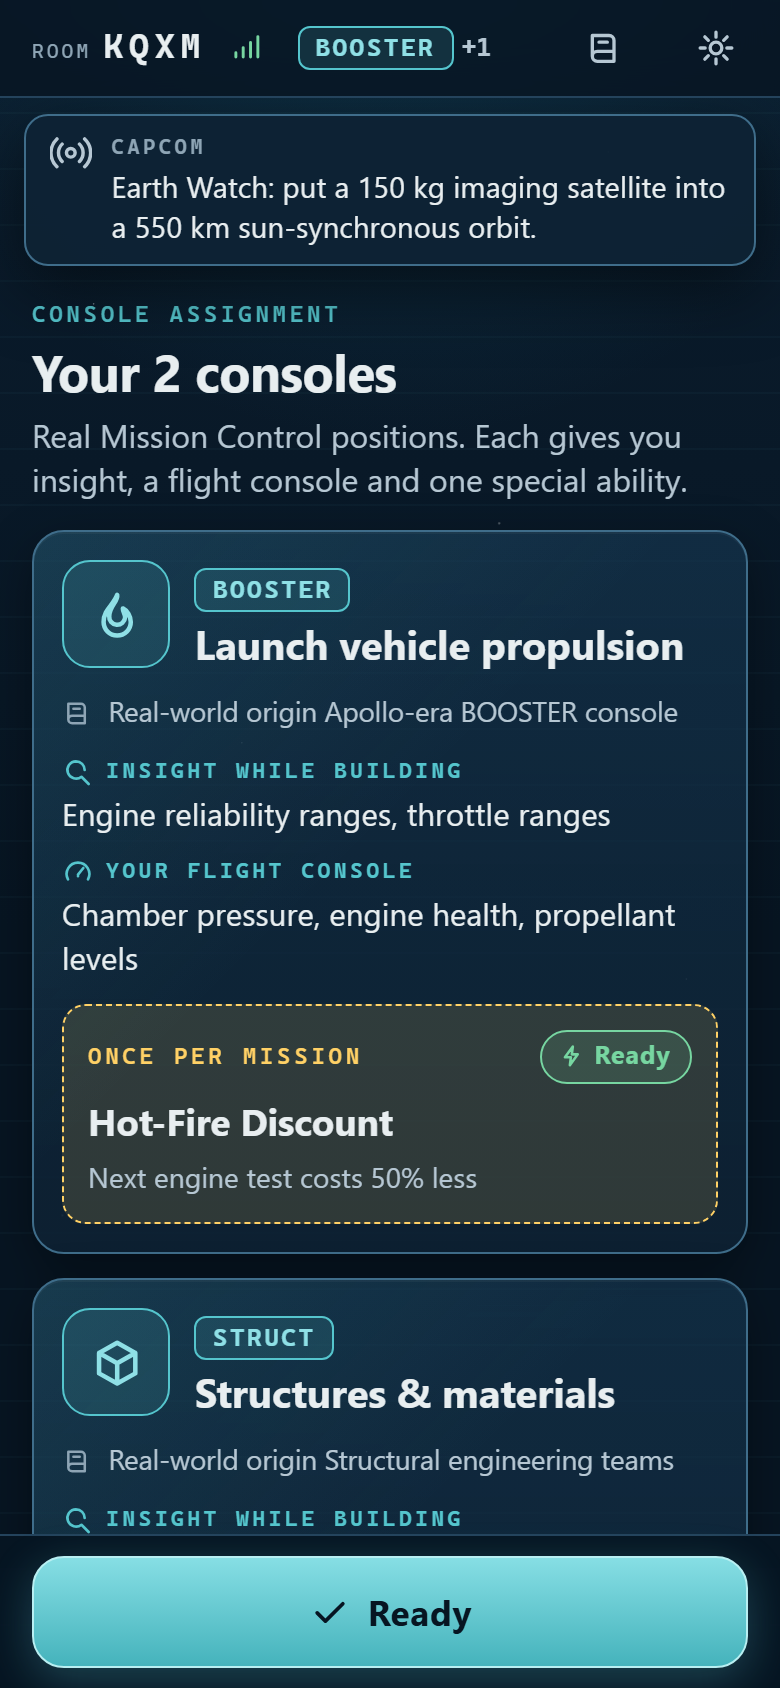 ROOM KQXM BOOSTER +1
CAPCOM
Earth Watch: put a 150 kg imaging satellite into
a 550 km sun-synchronous orbit.
CONSOLE ASSIGNMENT
Your 2 consoles
Real Mission Control positions. Each gives you
insight, a flight console and one special ability.
BOOSTER
Launch vehicle propulsion
Real-world origin Apollo-era BOOSTER console
INSIGHT WHILE BUILDING
Engine reliability ranges, throttle ranges
YOUR FLIGHT CONSOLE
Chamber pressure, engine health, propellant
levels
ONCE PER MISSION
Ready
Hot-Fire Discount
Next engine test costs 50% less
STRUCT
Structures & materials
Real-world origin Structural engineering teams
INSIGHT WHILE BUILDING
Ready